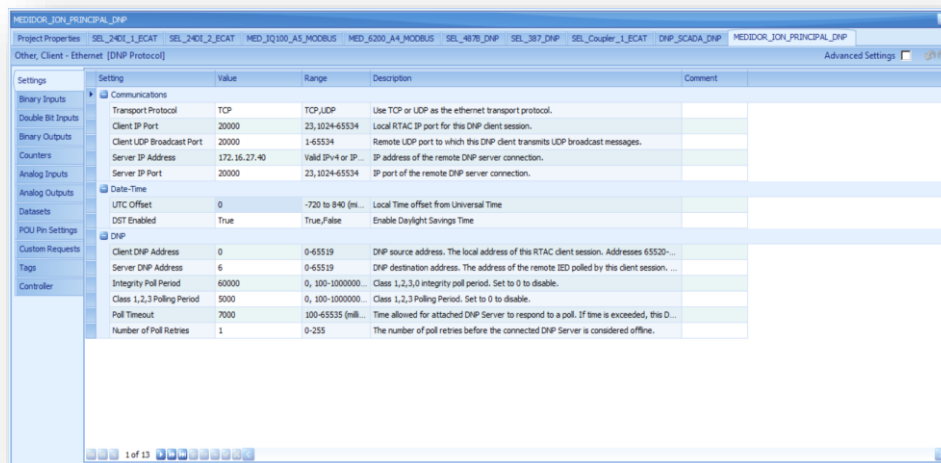 MEDIDOR_ION_PRINCIPAL_DNP
Project Properties SEL_24DI_1_ECAT SEL_24DI_2_ECAT MED_IQ100_A5_MODBUS MED_6200_A4_MODBUS SEL_487B_DNP SEL_387_DNP SEL_Coupler_1_ECAT DNP_SCADA_DNP MEDIDOR_ION_PRINCIPAL_DNP
Other, Client - Ethernet [DNP Protocol] Advanced Settings
Settings
Binary Inputs
Double Bit Inputs
Binary Outputs
Counters
Analog Inputs
Analog Outputs
Datasets
POU Pin Settings
Custom Requests
Tags
Controller
Setting Value Range Description Comment
Communications
Transport Protocol TCP TCP,UDP Use TCP or UDP as the ethernet transport protocol.
Client IP Port 20000 23,1024-65534 Local RTAC IP port for this DNP client session.
Client UDP Broadcast Port 20000 1-65534 Remote UDP port to which this DNP client transmits UDP broadcast messages.
Server IP Address 172.16.27.40 Valid IPv4 or IP... IP address of the remote DNP server connection.
Server IP Port 20000 23,1024-65534 IP port of the remote DNP server connection.
Date-Time
UTC Offset 0 -720 to 840 (mi... Local Time offset from Universal Time
DST Enabled True True,False Enable Daylight Savings Time
DNP
Client DNP Address 0 0-65519 DNP source address. The local address of this RTAC client session. Addresses 65520-...
Server DNP Address 6 0-65519 DNP destination address. The address of the remote IED polled by this client session. ...
Integrity Poll Period 60000 0, 100-1000000... Class 1,2,3,0 integrity poll period. Set to 0 to disable.
Class 1,2,3 Polling Period 5000 0, 100-1000000... Class 1,2,3 Polling Period. Set to 0 to disable.
Poll Timeout 7000 100-65535 (milli... Time allowed for attached DNP Server to respond to a poll. If time is exceeded, this D...
Number of Poll Retries 1 0-255 The number of poll retries before the connected DNP Server is considered offline.
1 of 13